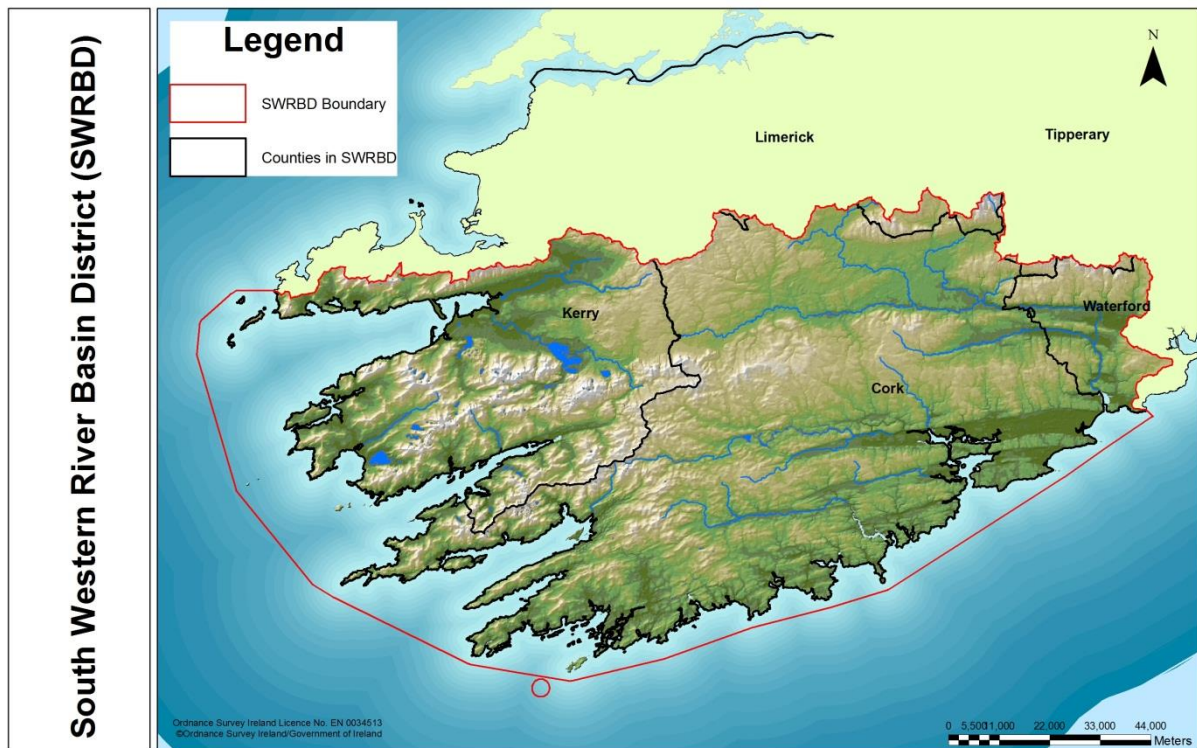 South Western River Basin District (SWRBD)
Legend
SWRBD Boundary
Counties in SWRBD
N
Limerick
Tipperary
Kerry
Waterford
Cork
Ordnance Survey Ireland Licence No. EN 0034513
©Ordnance Survey Ireland/Government of Ireland
0 5,50011,000 22,000 33,000 44,000
Meters